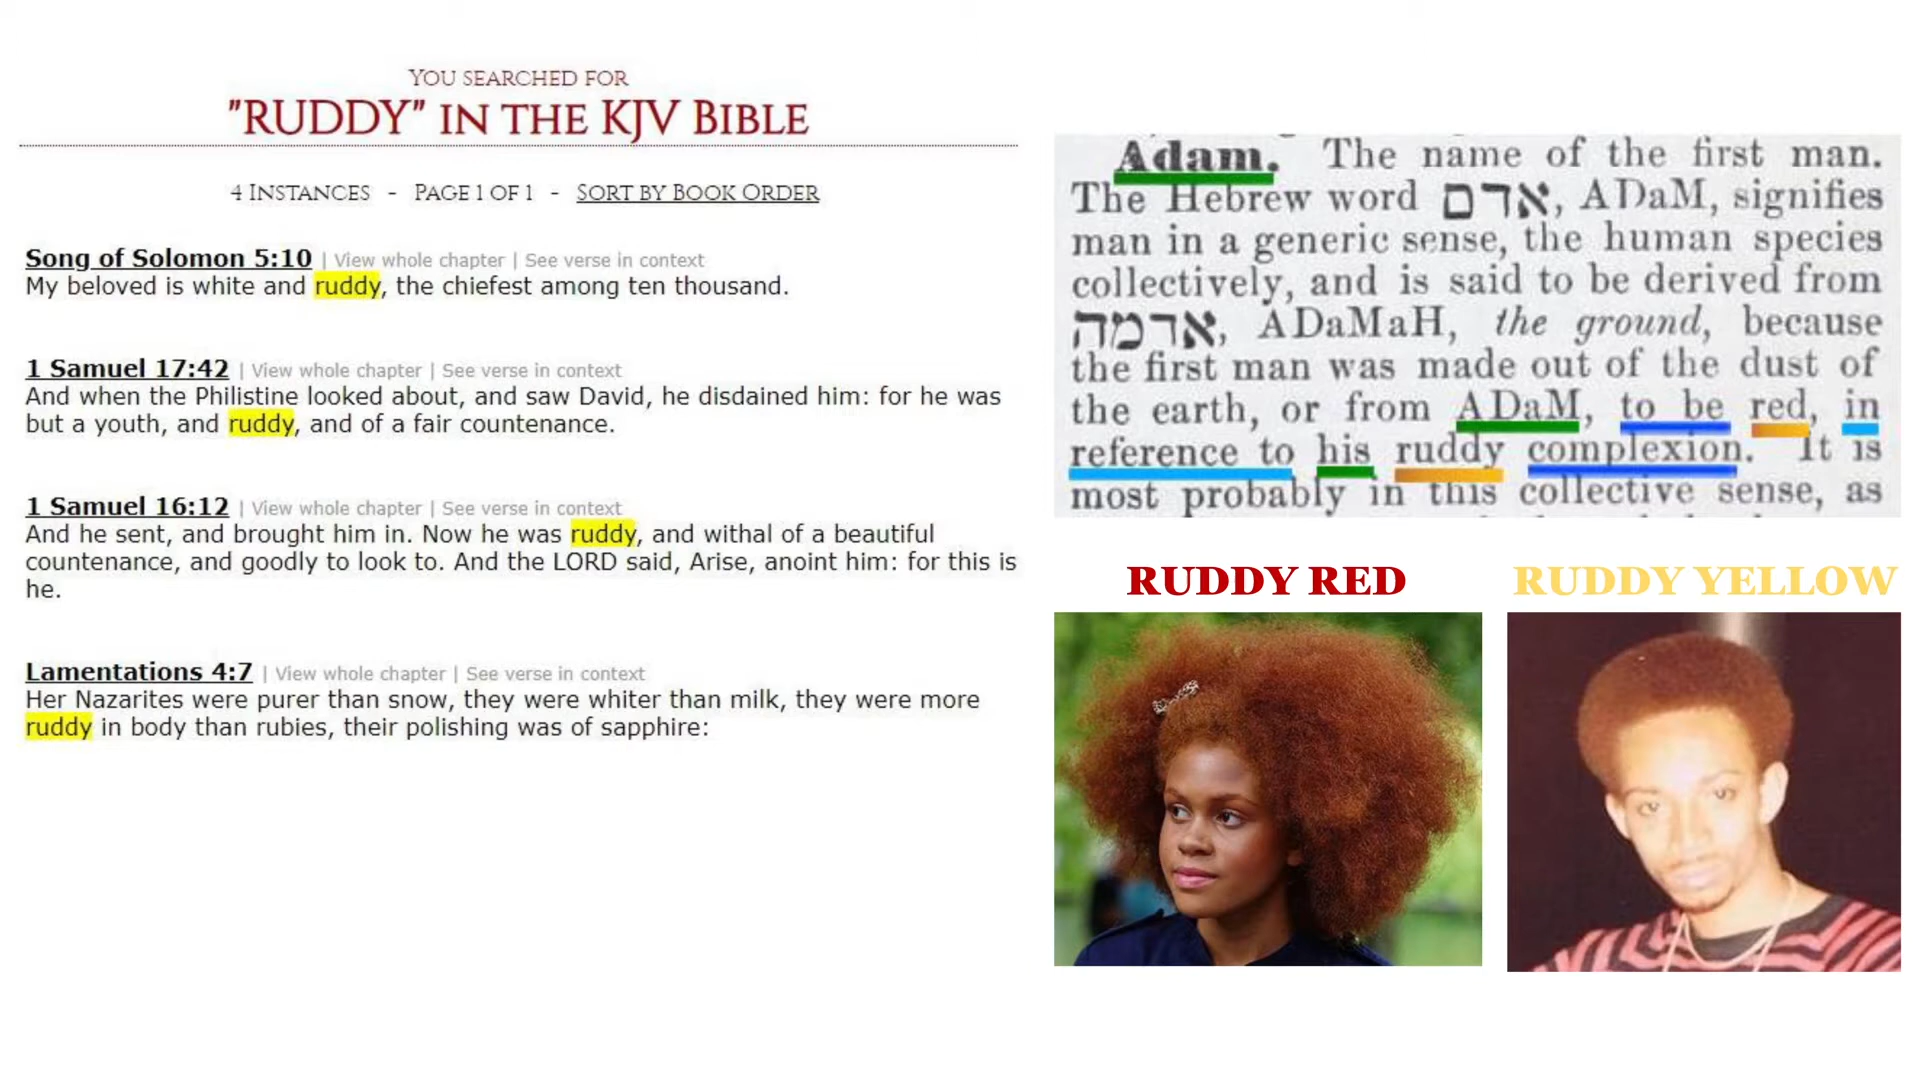 YOU SEARCHED FOR
"RUDDY" IN THE KJV BIBLE
4 INSTANCES - PAGE 1 OF 1 - SORT BY BOOK ORDER
Song of Solomon 5:10 | View whole chapter | See verse in context
My beloved is white and ruddy, the chiefest among ten thousand.
1 Samuel 17:42 | View whole chapter | See verse in context
And when the Philistine looked about, and saw David, he disdained him: for he was
but a youth, and ruddy, and of a fair countenance.
1 Samuel 16:12 | View whole chapter | See verse in context
And he sent, and brought him in. Now he was ruddy, and withal of a beautiful
countenance, and goodly to look to. And the LORD said, Arise, anoint him: for this is
he.
Lamentations 4:7 | View whole chapter | See verse in context
Her Nazarites were purer than snow, they were whiter than milk, they were more
ruddy in body than rubies, their polishing was of sapphire:
Adam. The name of the first man.
The Hebrew word אדם, ADaM, signifies
man in a generic sense, the human species
collectively, and is said to be derived from
אדמה, ADaMaH, the ground, because
the first man was made out of the dust of
the earth, or from ADaM, to be red, in
reference to his ruddy complexion. It is
most probably in this collective sense, as
RUDDY RED
RUDDY YELLOW